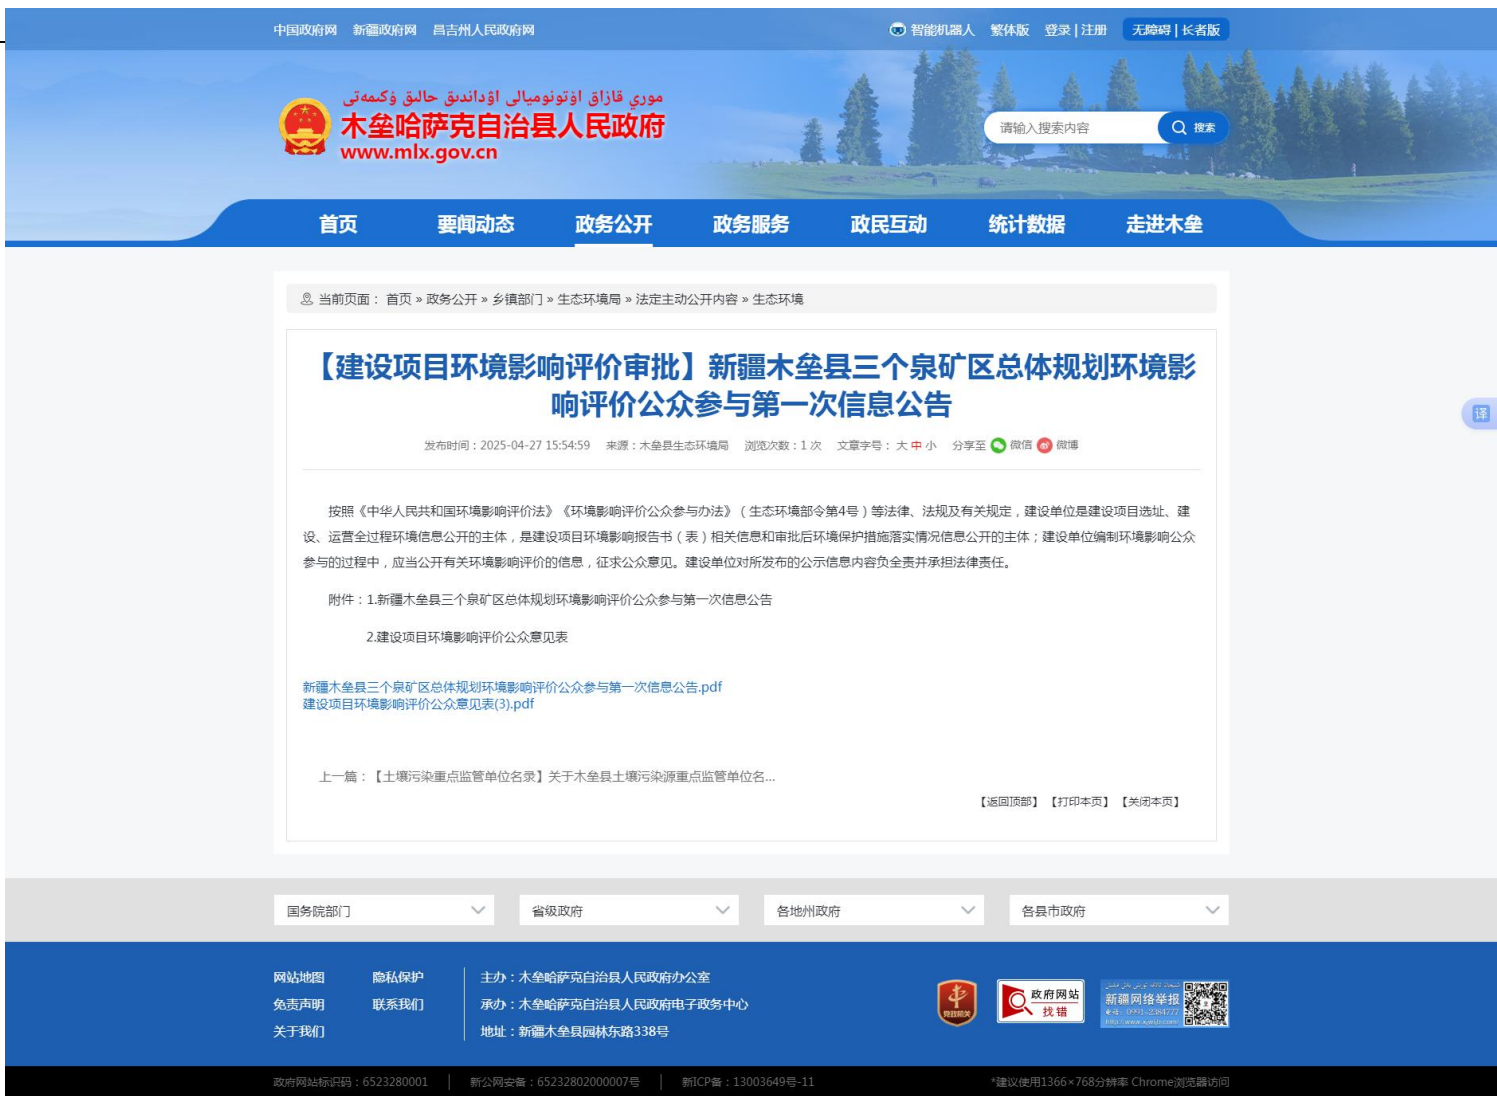 中国政府网 新疆政府网 昌吉州人民政府网 智能机器人 繁体版 登录 | 注册 无障碍 | 长者版
موري قازاق اۆتونوميالى اۋداندىق حالىق ۇكىمەتى
木垒哈萨克自治县人民政府
www.mlx.gov.cn
请输入搜索内容 搜索
首页 要闻动态 政务公开 政务服务 政民互动 统计数据 走进木垒
当前页面： 首页 » 政务公开 » 乡镇部门 » 生态环境局 » 法定主动公开内容 » 生态环境
【建设项目环境影响评价审批】新疆木垒县三个泉矿区总体规划环境影
响评价公众参与第一次信息公告
发布时间：2025-04-27 15:54:59 来源：木垒县生态环境局 浏览次数：1 次 文章字号： 大 中 小 分享至 微信 微博
译
按照《中华人民共和国环境影响评价法》《环境影响评价公众参与办法》（生态环境部令第4号）等法律、法规及有关规定，建设单位是建设项目选址、建
设、运营全过程环境信息公开的主体，是建设项目环境影响报告书（表）相关信息和审批后环境保护措施落实情况信息公开的主体；建设单位编制环境影响公众
参与的过程中，应当公开有关环境影响评价的信息，征求公众意见。建设单位对所发布的公示信息内容负全责并承担法律责任。
附件：1.新疆木垒县三个泉矿区总体规划环境影响评价公众参与第一次信息公告
2.建设项目环境影响评价公众意见表
新疆木垒县三个泉矿区总体规划环境影响评价公众参与第一次信息公告.pdf
建设项目环境影响评价公众意见表(3).pdf
上一篇：【土壤污染重点监管单位名录】关于木垒县土壤污染源重点监管单位名...
【返回顶部】 【打印本页】 【关闭本页】
国务院部门 省级政府 各地州政府 各县市政府
网站地图 隐私保护 主办：木垒哈萨克自治县人民政府办公室
免责声明 联系我们 承办：木垒哈萨克自治县人民政府电子政务中心
关于我们 地址：新疆木垒县园林东路338号
党政机关
政府网站
找错
新疆网络举报
政府网站标识码：6523280001 新公网安备：65232802000007号 新ICP备：13003649号-11 *建议使用1366×768分辨率 Chrome浏览器访问